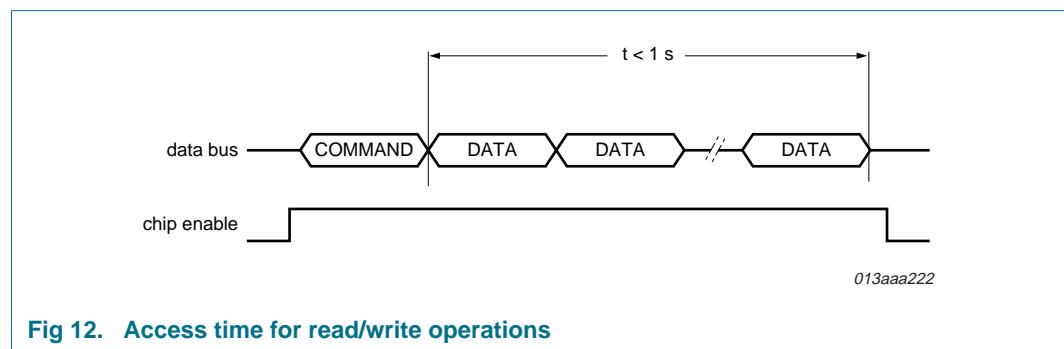 t < 1 s
data bus COMMAND DATA DATA DATA
chip enable
013aaa222
Fig 12. Access time for read/write operations